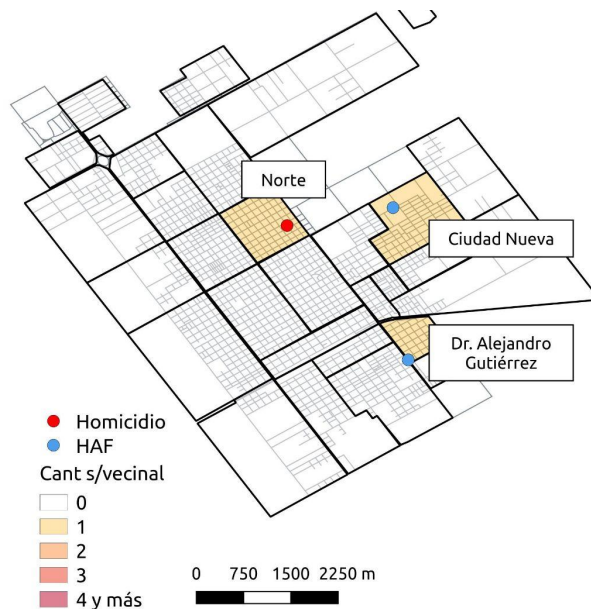 Norte
Ciudad Nueva
Dr. Alejandro
Gutiérrez
Homicidio
HAF
Cant s/vecinal
0
1
2
3
4 y más
0 750 1500 2250 m